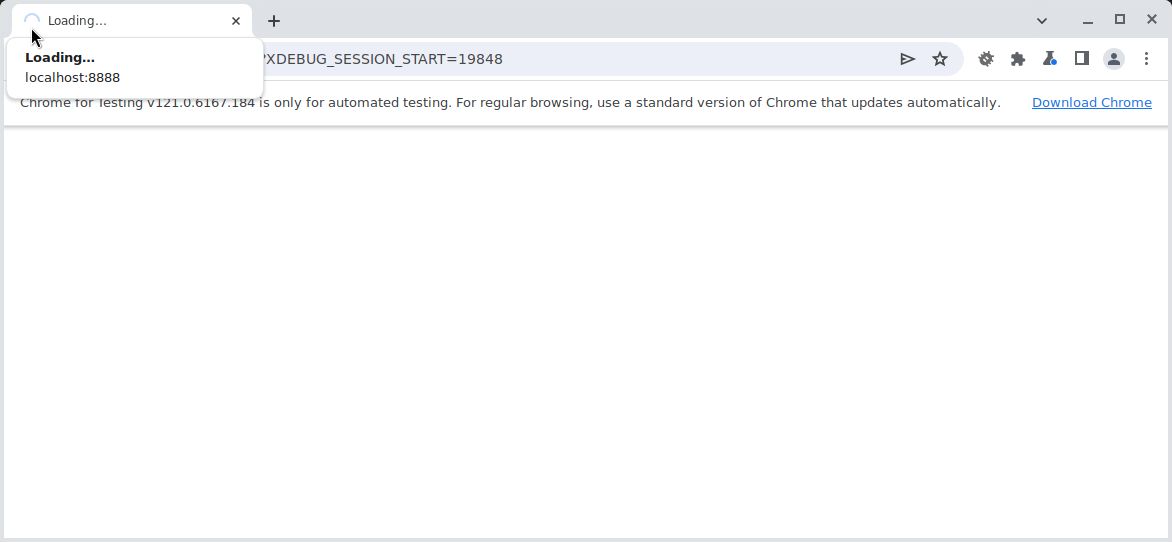 Loading...
Loading...
localhost:8888
?XDEBUG_SESSION_START=19848
Chrome for Testing v121.0.6167.184 is only for automated testing. For regular browsing, use a standard version of Chrome that updates automatically.
Download Chrome